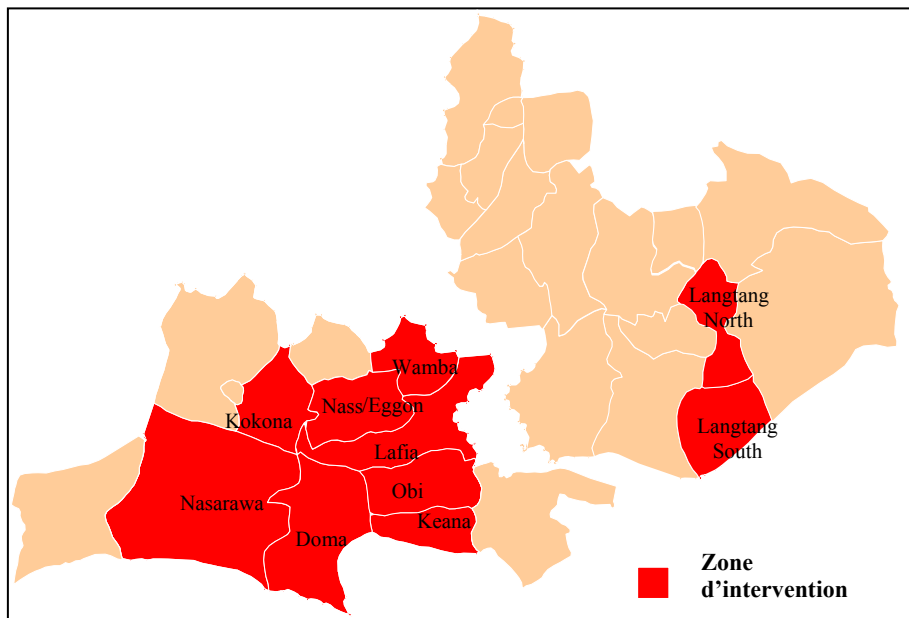 Langtang
North
Wamba
Nass/Eggon
Kokona
Langtang
South
Lafia
Obi
Nasarawa
Keana
Doma
Zone
d'intervention